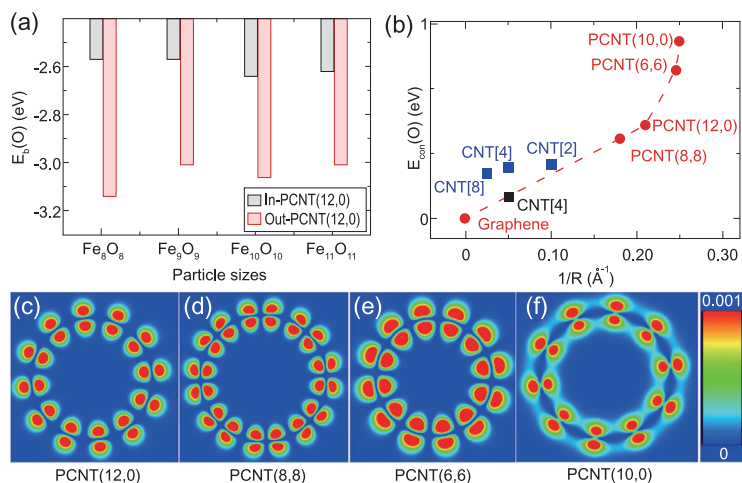 (a)
E_b(O) (eV)
-2.6
-2.8
-3.0
-3.2
In-PCNT(12,0)
Out-PCNT(12,0)
Fe₈O₈ Fe₉O₉ Fe₁₀O₁₀ Fe₁₁O₁₁
Particle sizes
(b)
E_con(O) (eV)
1
0
PCNT(10,0)
PCNT(6,6)
PCNT(12,0)
PCNT(8,8)
CNT[4] CNT[2]
CNT[8]
CNT[4]
Graphene
0 0.10 0.20 0.30
1/R (Å⁻¹)
(c) (d) (e) (f)
0.001
0
PCNT(12,0) PCNT(8,8) PCNT(6,6) PCNT(10,0)